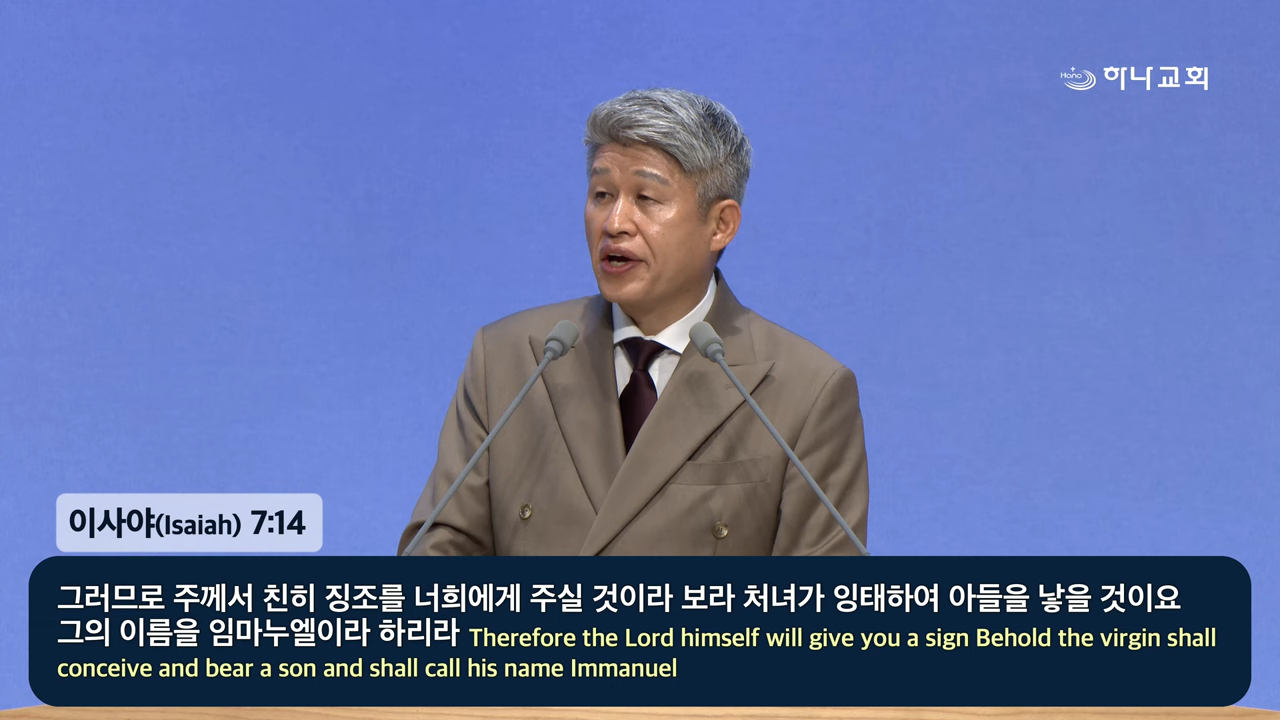 Hana 하나교회
이사야(Isaiah) 7:14
그러므로 주께서 친히 징조를 너희에게 주실 것이라 보라 처녀가 잉태하여 아들을 낳을 것이요
그의 이름을 임마누엘이라 하리라 Therefore the Lord himself will give you a sign Behold the virgin shall
conceive and bear a son and shall call his name Immanuel